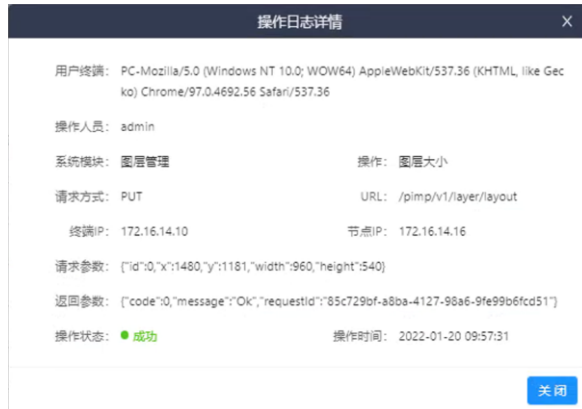 操作日志详情 X
用户终端: PC-Mozilla/5.0 (Windows NT 10.0; WOW64) AppleWebKit/537.36 (KHTML, like Gec
ko) Chrome/97.0.4692.56 Safari/537.36
操作人员: admin
系统模块: 图层管理 操作: 图层大小
请求方式: PUT URL: /pimp/v1/layer/layout
终端IP: 172.16.14.10 节点IP: 172.16.14.16
请求参数: {"id":0,"x":1480,"y":1181,"width":960,"height":540}
返回参数: {"code":0,"message":"Ok","requestId":"85c729bf-a8ba-4127-98a6-9fe99b6fcd51"}
操作状态: 成功 操作时间: 2022-01-20 09:57:31
关闭